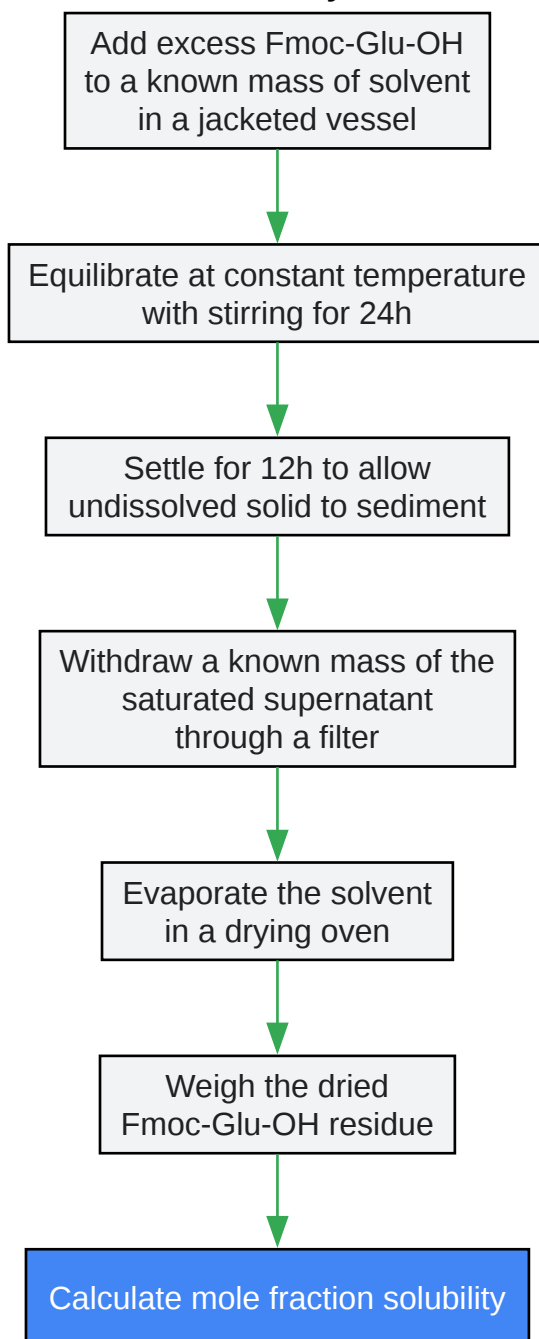 Add excess Fmoc-Glu-OH
to a known mass of solvent
in a jacketed vessel
Equilibrate at constant temperature
with stirring for 24h
Settle for 12h to allow
undissolved solid to sediment
Withdraw a known mass of the
saturated supernatant
through a filter
Evaporate the solvent
in a drying oven
Weigh the dried
Fmoc-Glu-OH residue
Calculate mole fraction solubility